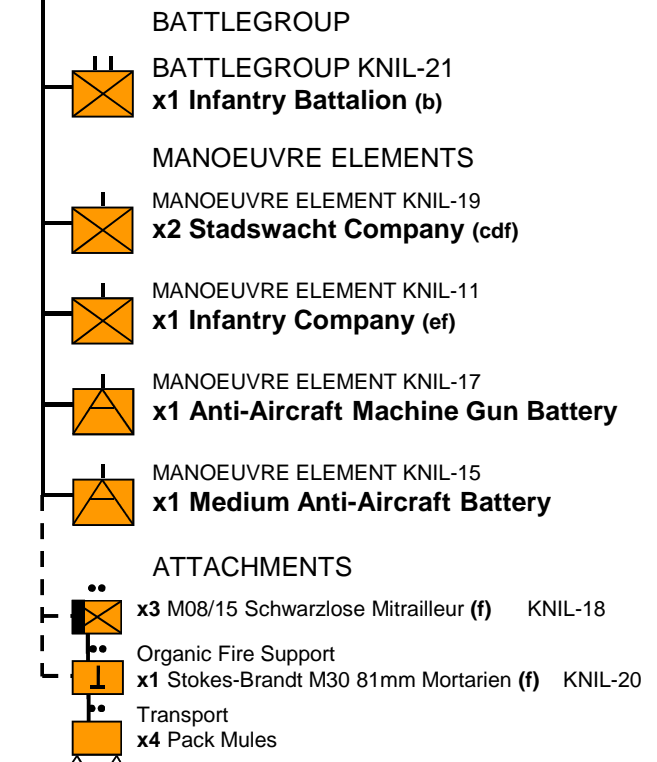 BATTLEGROUP
BATTLEGROUP KNIL-21
x1 Infantry Battalion (b)
MANOEUVRE ELEMENTS
MANOEUVRE ELEMENT KNIL-19
x2 Stadswacht Company (cdf)
MANOEUVRE ELEMENT KNIL-11
x1 Infantry Company (ef)
MANOEUVRE ELEMENT KNIL-17
x1 Anti-Aircraft Machine Gun Battery
MANOEUVRE ELEMENT KNIL-15
x1 Medium Anti-Aircraft Battery
ATTACHMENTS
x3 M08/15 Schwarzlose Mitrailleur (f) KNIL-18
Organic Fire Support
x1 Stokes-Brandt M30 81mm Mortarien (f) KNIL-20
Transport
x4 Pack Mules